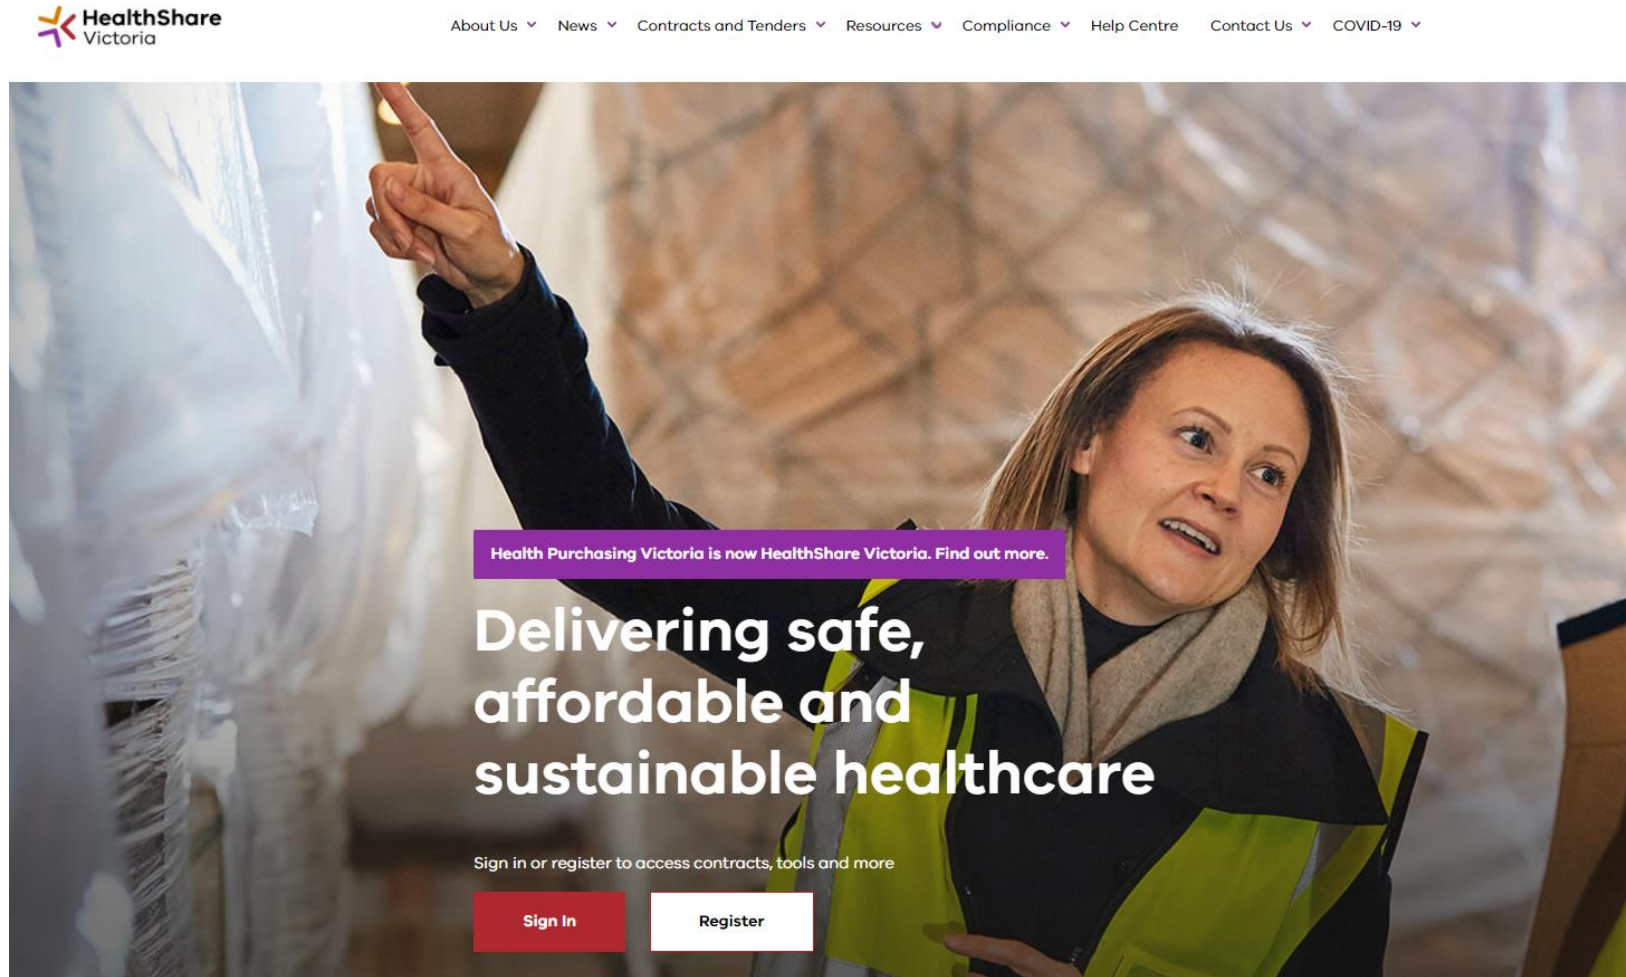 HealthShare
Victoria
About Us
News
Contracts and Tenders
Resources
Compliance
Help Centre
Contact Us
COVID-19
Health Purchasing Victoria is now HealthShare Victoria. Find out more.
Delivering safe,
affordable and
sustainable healthcare
Sign in or register to access contracts, tools and more
Sign In
Register